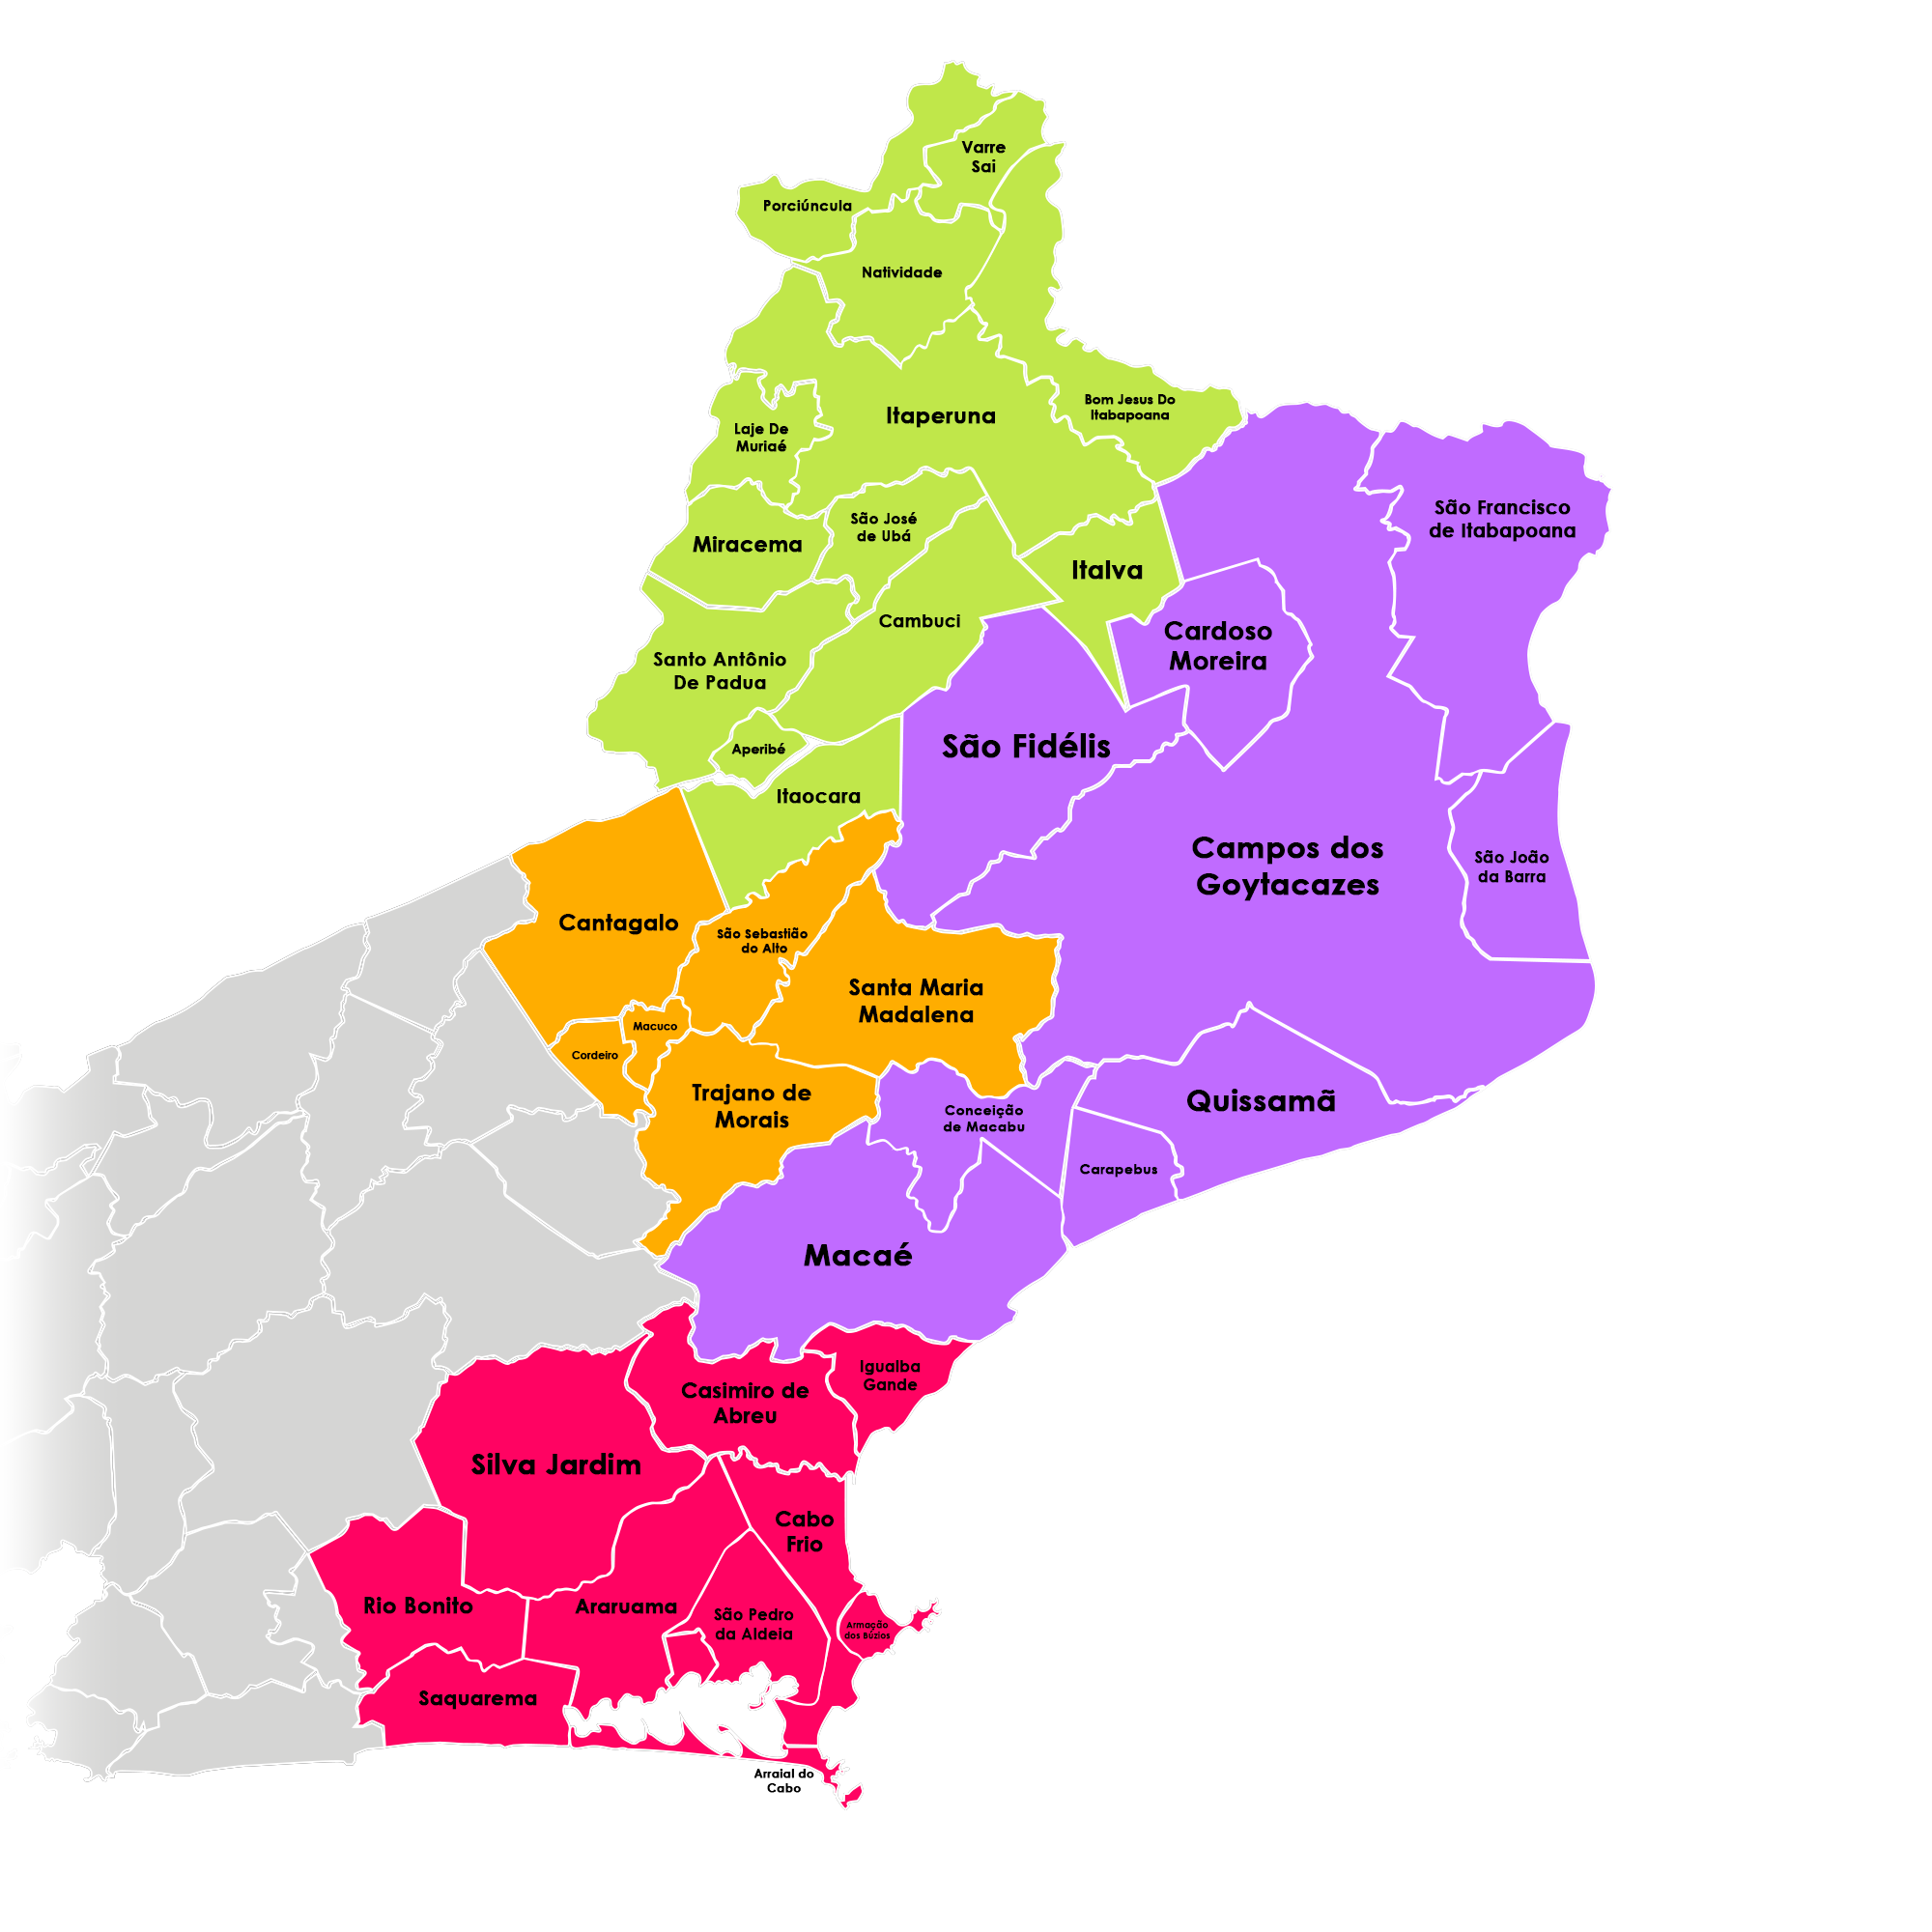 Varre
Sai
Porciúncula
Natividade
Bom Jesus Do
Itabapoana
Itaperuna
Laje De
Muriaé
São Francisco
de Itabapoana
São José
de Ubá
Miracema
Italva
Cambuci
Cardoso
Moreira
Santo Antônio
De Padua
São Fidélis
Aperibé
Itaocara
Campos dos
Goytacazes
São João
da Barra
Cantagalo
São Sebastião
do Alto
Santa Maria
Madalena
Macuco
Cordeiro
Trajano de
Morais
Conceição
de Macabu
Quissamã
Carapebus
Macaé
Igualba
Gande
Casimiro de
Abreu
Silva Jardim
Cabo
Frio
Rio Bonito
Araruama
São Pedro
da Aldeia
Armação
dos Búzios
Saquarema
Arraial do
Cabo